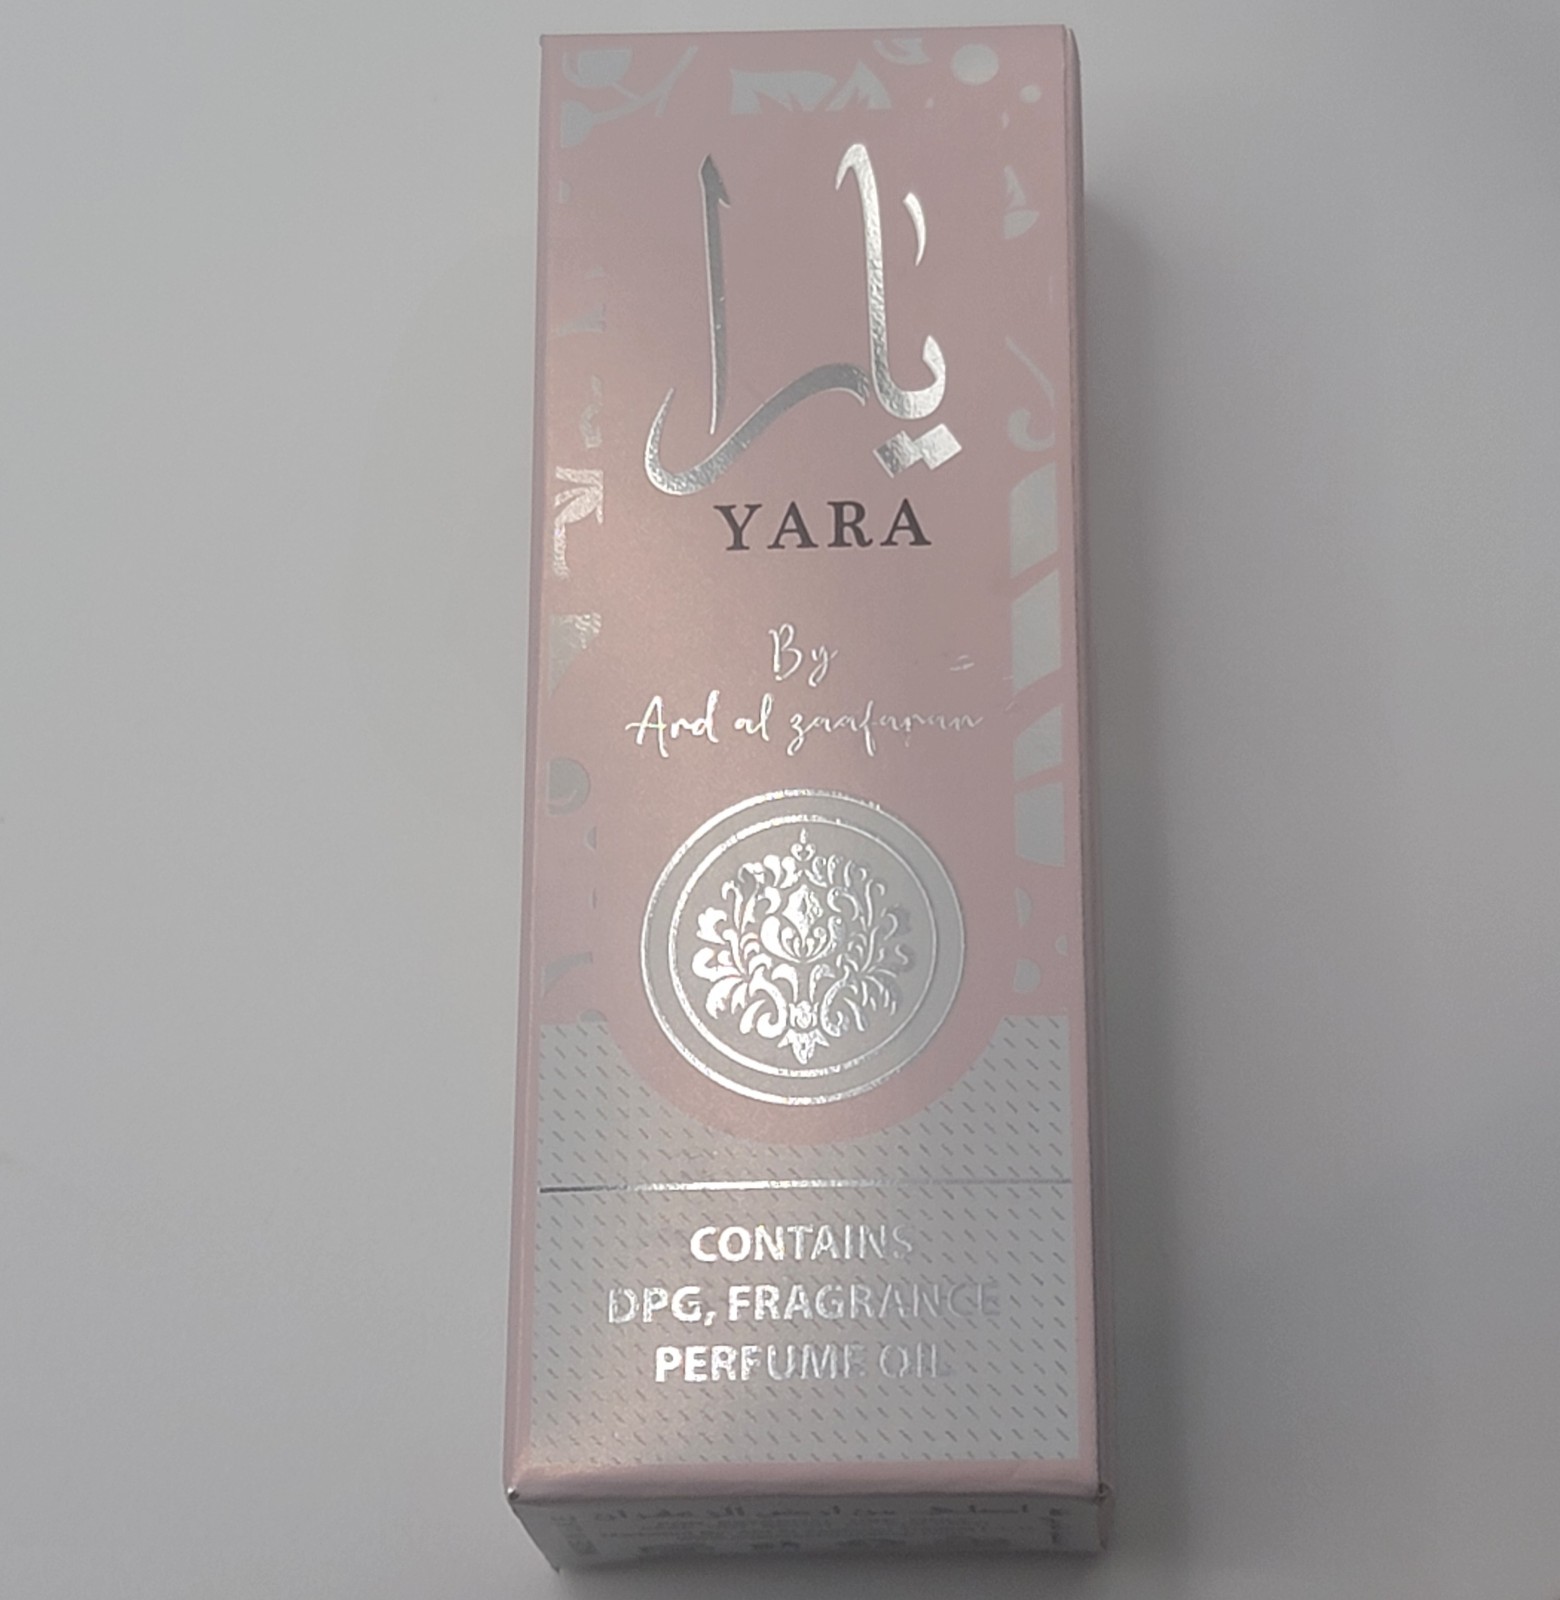 يارا
YARA
By
Ard al zaafaran
CONTAINS
DPG, FRAGRANCE
PERFUME OIL